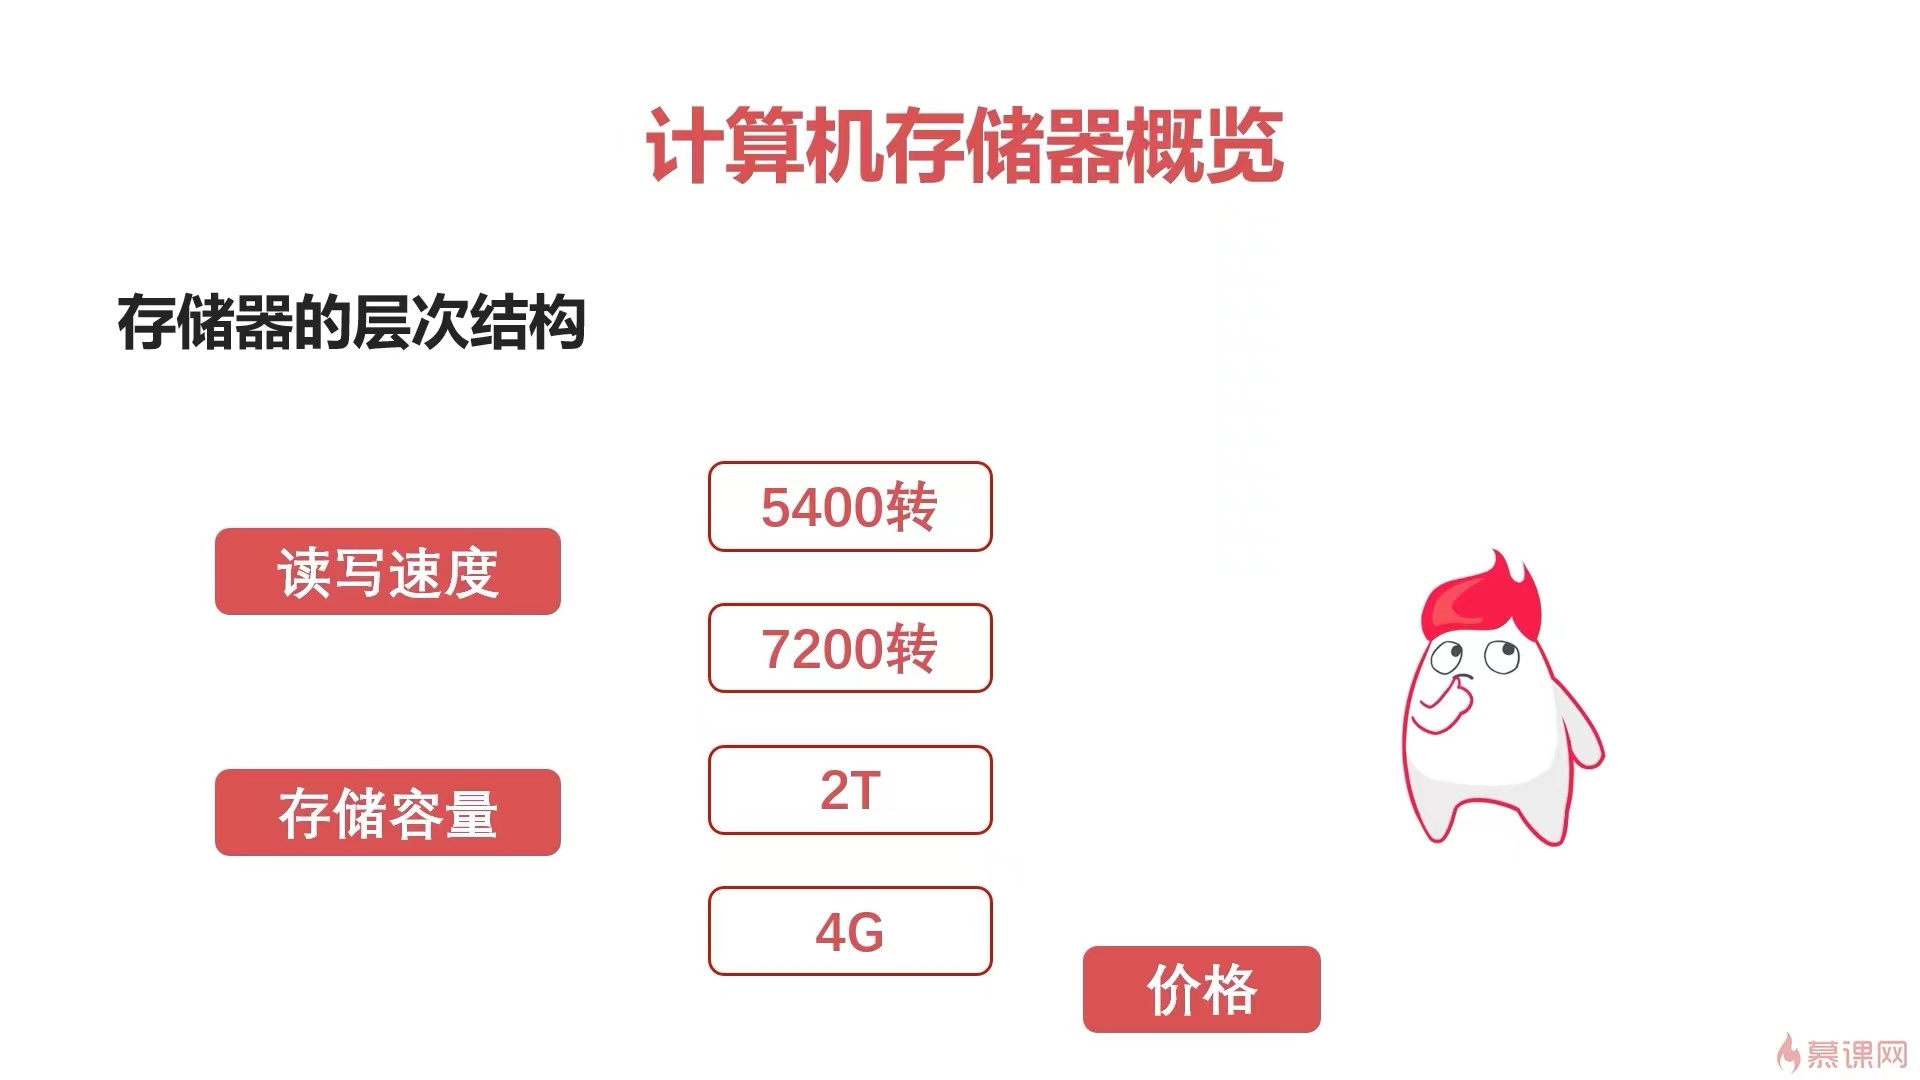 计算机存储器概览
存储器的层次结构
读写速度
5400转
7200转
存储容量
2T
4G
价格
慕课网